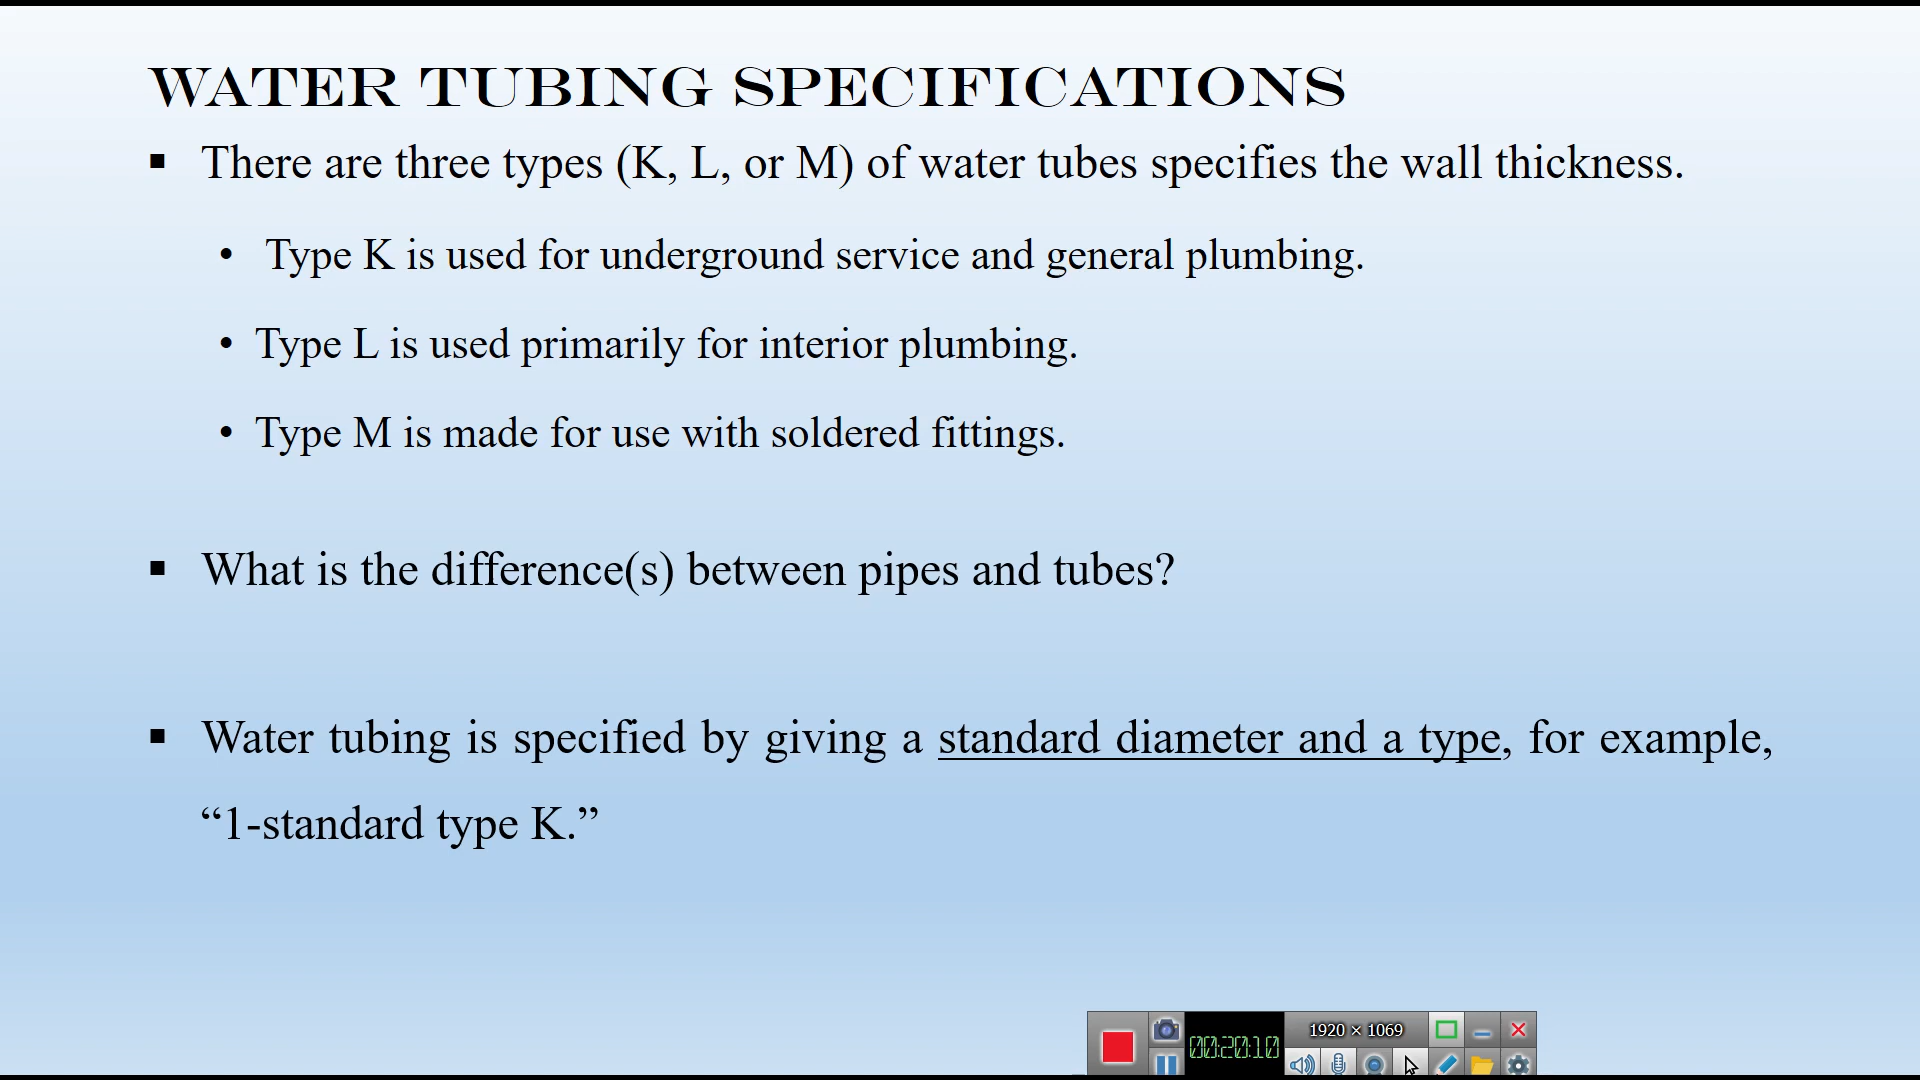 WATER TUBING SPECIFICATIONS
▪ There are three types (K, L, or M) of water tubes specifies the wall thickness.
• Type K is used for underground service and general plumbing.
• Type L is used primarily for interior plumbing.
• Type M is made for use with soldered fittings.
▪ What is the difference(s) between pipes and tubes?
▪ Water tubing is specified by giving a standard diameter and a type, for example,
“1-standard type K.”
1920 × 1069
00:20:10